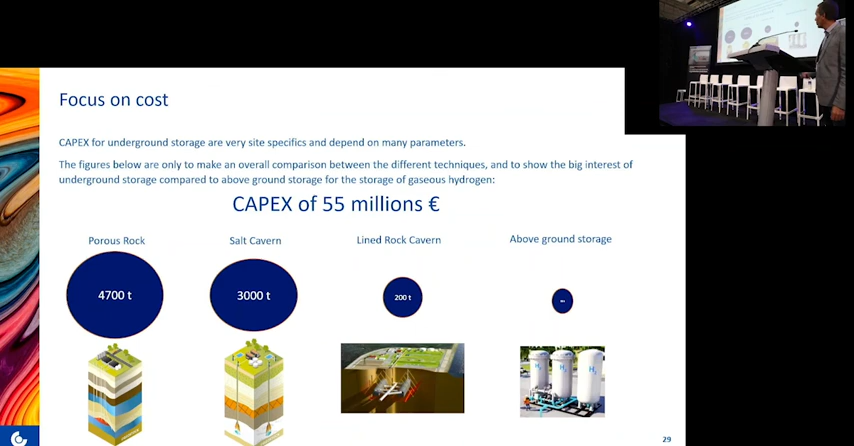 Focus on cost
CAPEX for underground storage are very site specifics and depend on many parameters.
The figures below are only to make an overall comparison between the different techniques, and to show the big interest of
underground storage compared to above ground storage for the storage of gaseous hydrogen:
CAPEX of 55 millions €
Porous Rock
Salt Cavern
Lined Rock Cavern
Above ground storage
4700 t
3000 t
200 t
H₂
H₂
H₂
29